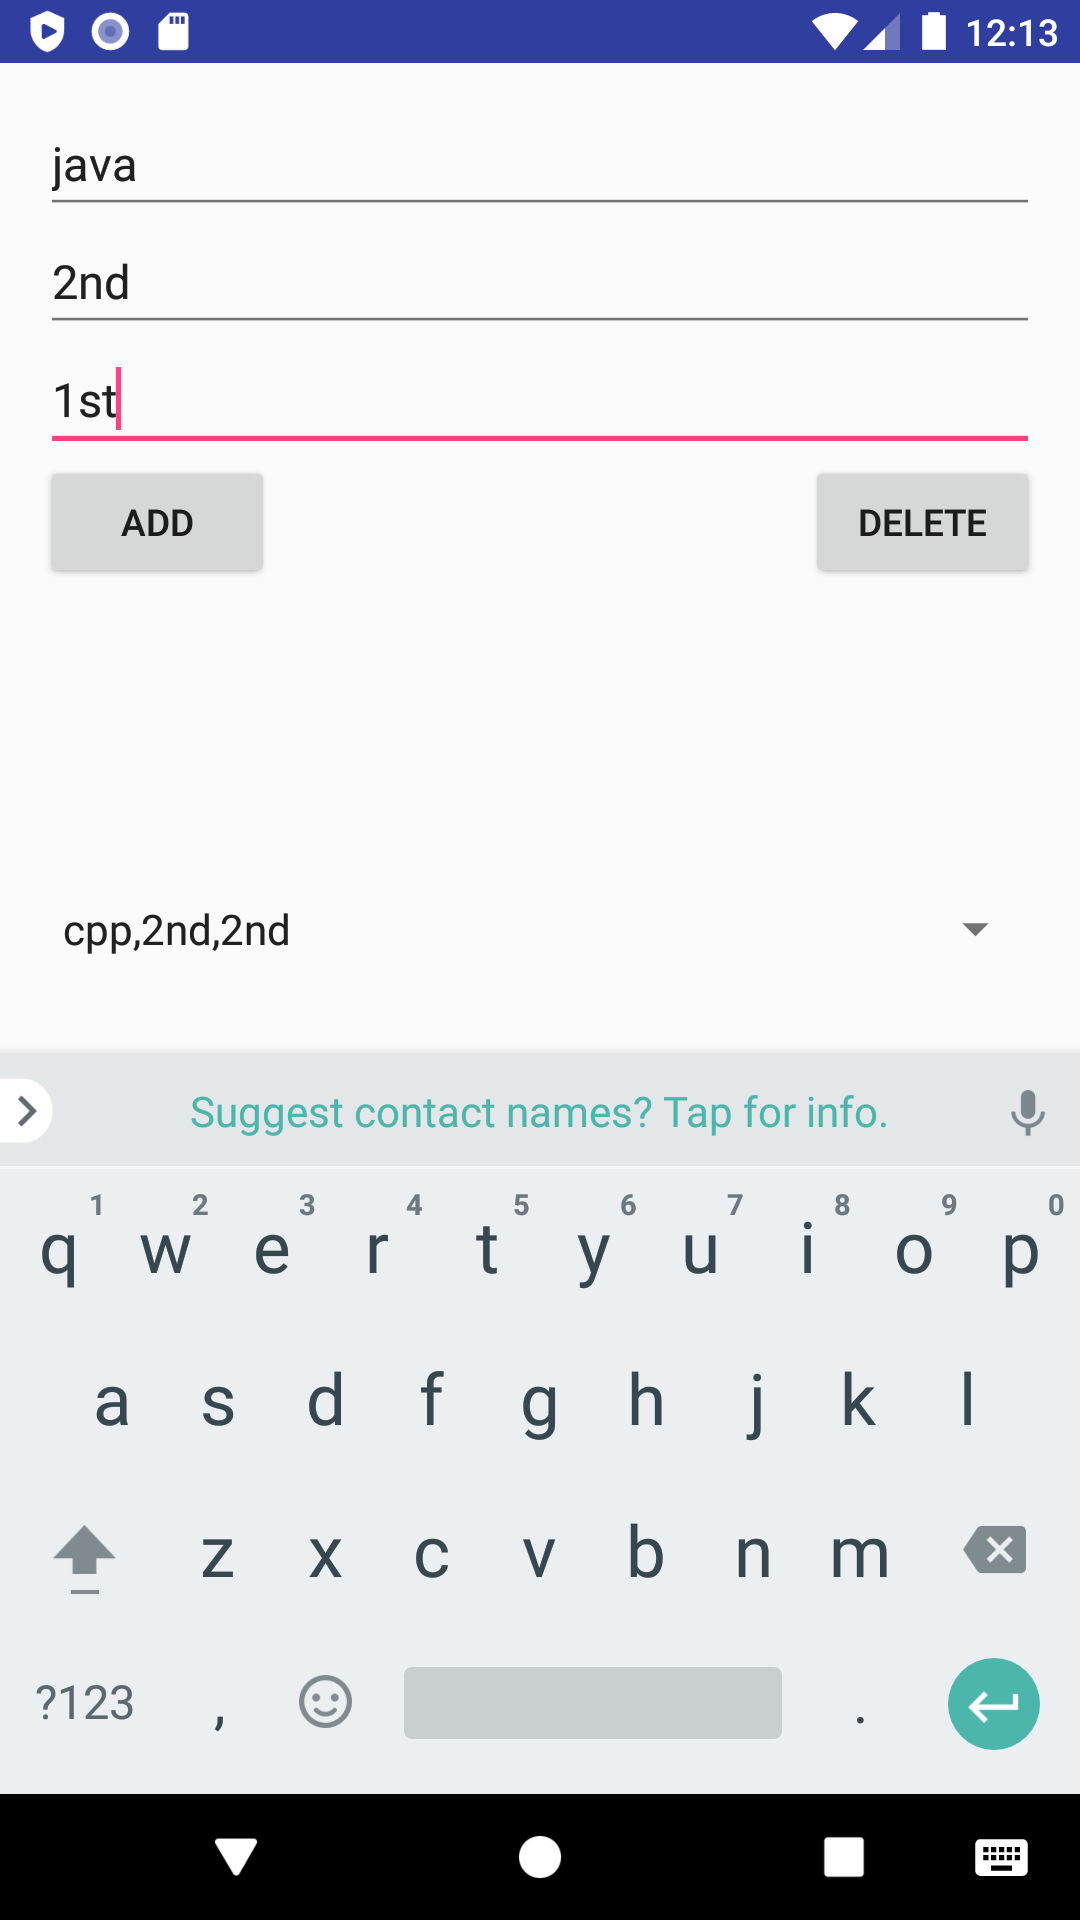 12:13
java
2nd
1st
ADD DELETE
cpp,2nd,2nd
Suggest contact names? Tap for info.
1 2 3 4 5 6 7 8 9 0
q w e r t y u i o p
a s d f g h j k l
z x c v b n m
?123 , .